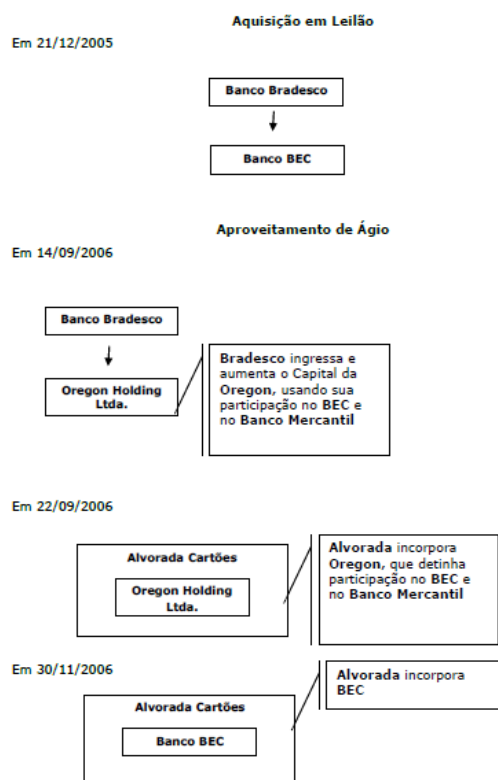 Aquisição em Leilão
Em 21/12/2005
Banco Bradesco
Banco BEC
Aproveitamento de Ágio
Em 14/09/2006
Banco Bradesco
Oregon Holding
Ltda.
Bradesco ingressa e
aumenta o Capital da
Oregon, usando sua
participação no BEC e
no Banco Mercantil
Em 22/09/2006
Alvorada Cartões
Oregon Holding
Ltda.
Alvorada incorpora
Oregon, que detinha
participação no BEC e
no Banco Mercantil
Em 30/11/2006
Alvorada Cartões
Banco BEC
Alvorada incorpora
BEC